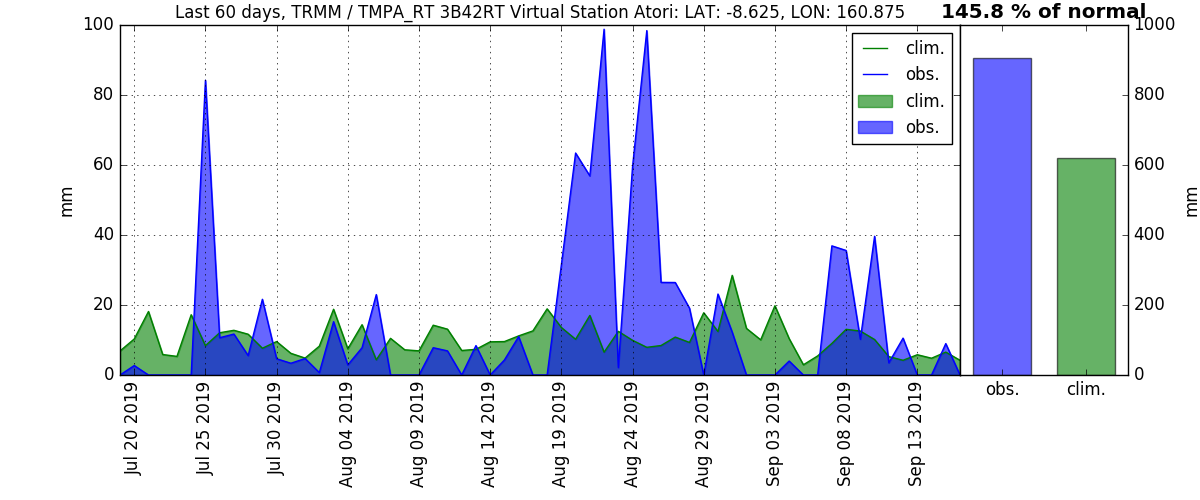 Last 60 days, TRMM / TMPA_RT 3B42RT Virtual Station Atori: LAT: -8.625, LON: 160.875
145.8 % of normal
100
80
60
40
20
0
mm
clim.
obs.
clim.
obs.
1000
800
600
400
200
0
mm
Jul 20 2019
Jul 25 2019
Jul 30 2019
Aug 04 2019
Aug 09 2019
Aug 14 2019
Aug 19 2019
Aug 24 2019
Aug 29 2019
Sep 03 2019
Sep 08 2019
Sep 13 2019
obs.
clim.